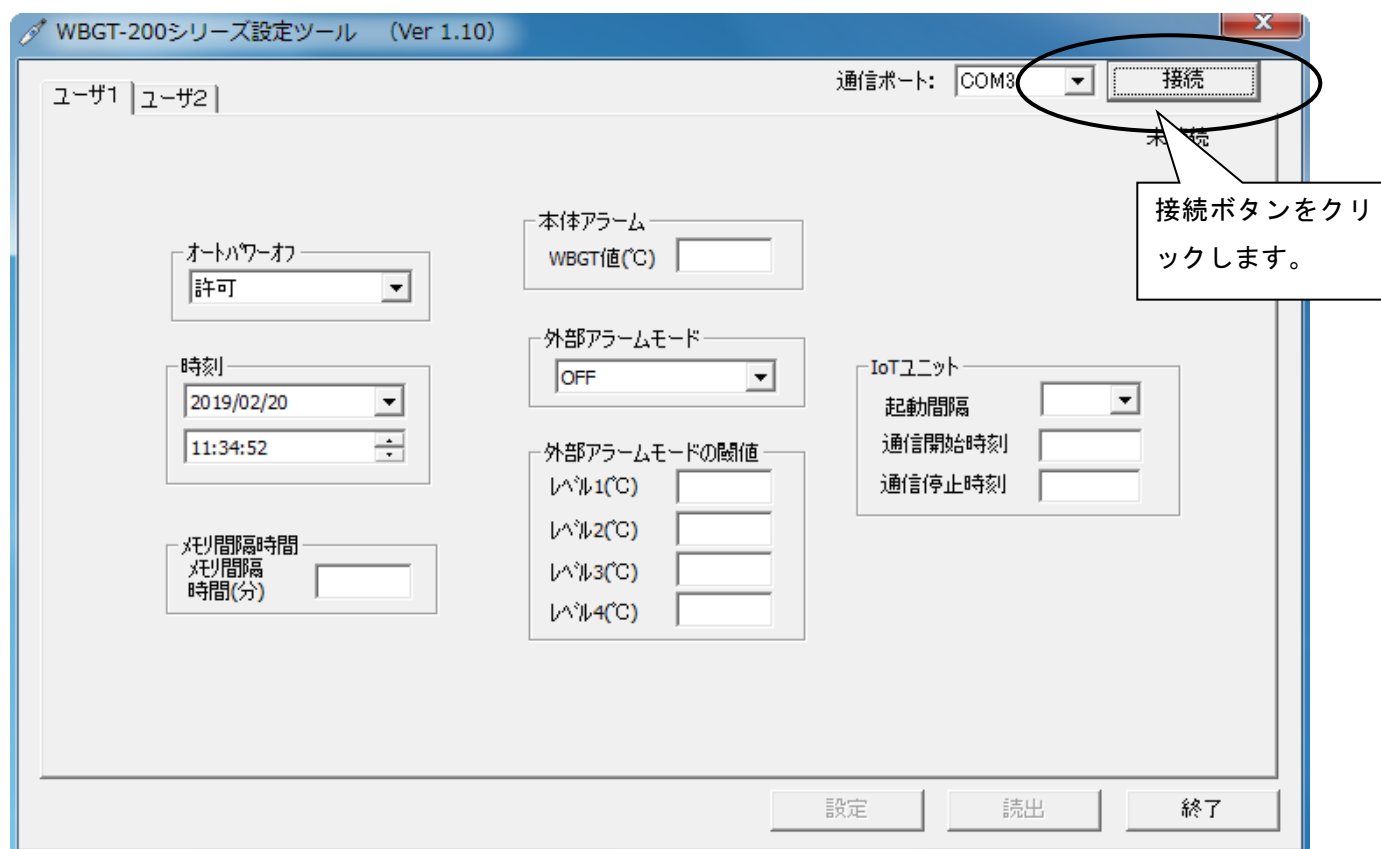 WBGT-200シリーズ設定ツール （Ver 1.10）
X
ユーザ1 ユーザ2
通信ポート: COM3 接続
未接続
接続ボタンをクリ
ックします。
オートパワーオフ
許可
時刻
2019/02/20
11:34:52
メモリ間隔時間
メモリ間隔
時間(分)
本体アラーム
WBGT値(℃)
外部アラームモード
OFF
外部アラームモードの閾値
レベル1(℃)
レベル2(℃)
レベル3(℃)
レベル4(℃)
IoTユニット
起動間隔
通信開始時刻
通信停止時刻
設定 読出 終了